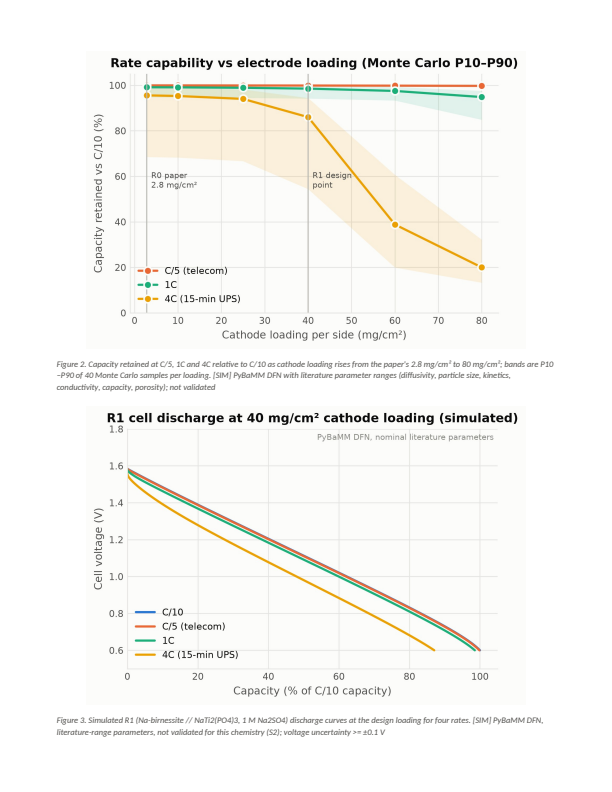 Rate capability vs electrode loading (Monte Carlo P10–P90)
100
80
60
40
20
0
Capacity retained vs C/10 (%)
R0 paper
2.8 mg/cm²
R1 design
point
C/5 (telecom)
1C
4C (15-min UPS)
0 10 20 30 40 50 60 70 80
Cathode loading per side (mg/cm²)
Figure 2. Capacity retained at C/5, 1C and 4C relative to C/10 as cathode loading rises from the paper's 2.8 mg/cm² to 80 mg/cm²; bands are P10
–P90 of 40 Monte Carlo samples per loading. [SIM] PyBaMM DFN with literature parameter ranges (diffusivity, particle size, kinetics,
conductivity, capacity, porosity); not validated
R1 cell discharge at 40 mg/cm² cathode loading (simulated)
PyBaMM DFN, nominal literature parameters
1.8
1.6
1.4
1.2
1.0
0.8
0.6
Cell voltage (V)
C/10
C/5 (telecom)
1C
4C (15-min UPS)
0 20 40 60 80 100
Capacity (% of C/10 capacity)
Figure 3. Simulated R1 (Na-birnessite // NaTi2(PO4)3, 1 M Na2SO4) discharge curves at the design loading for four rates. [SIM] PyBaMM DFN,
literature-range parameters, not validated for this chemistry (S2); voltage uncertainty >= ±0.1 V